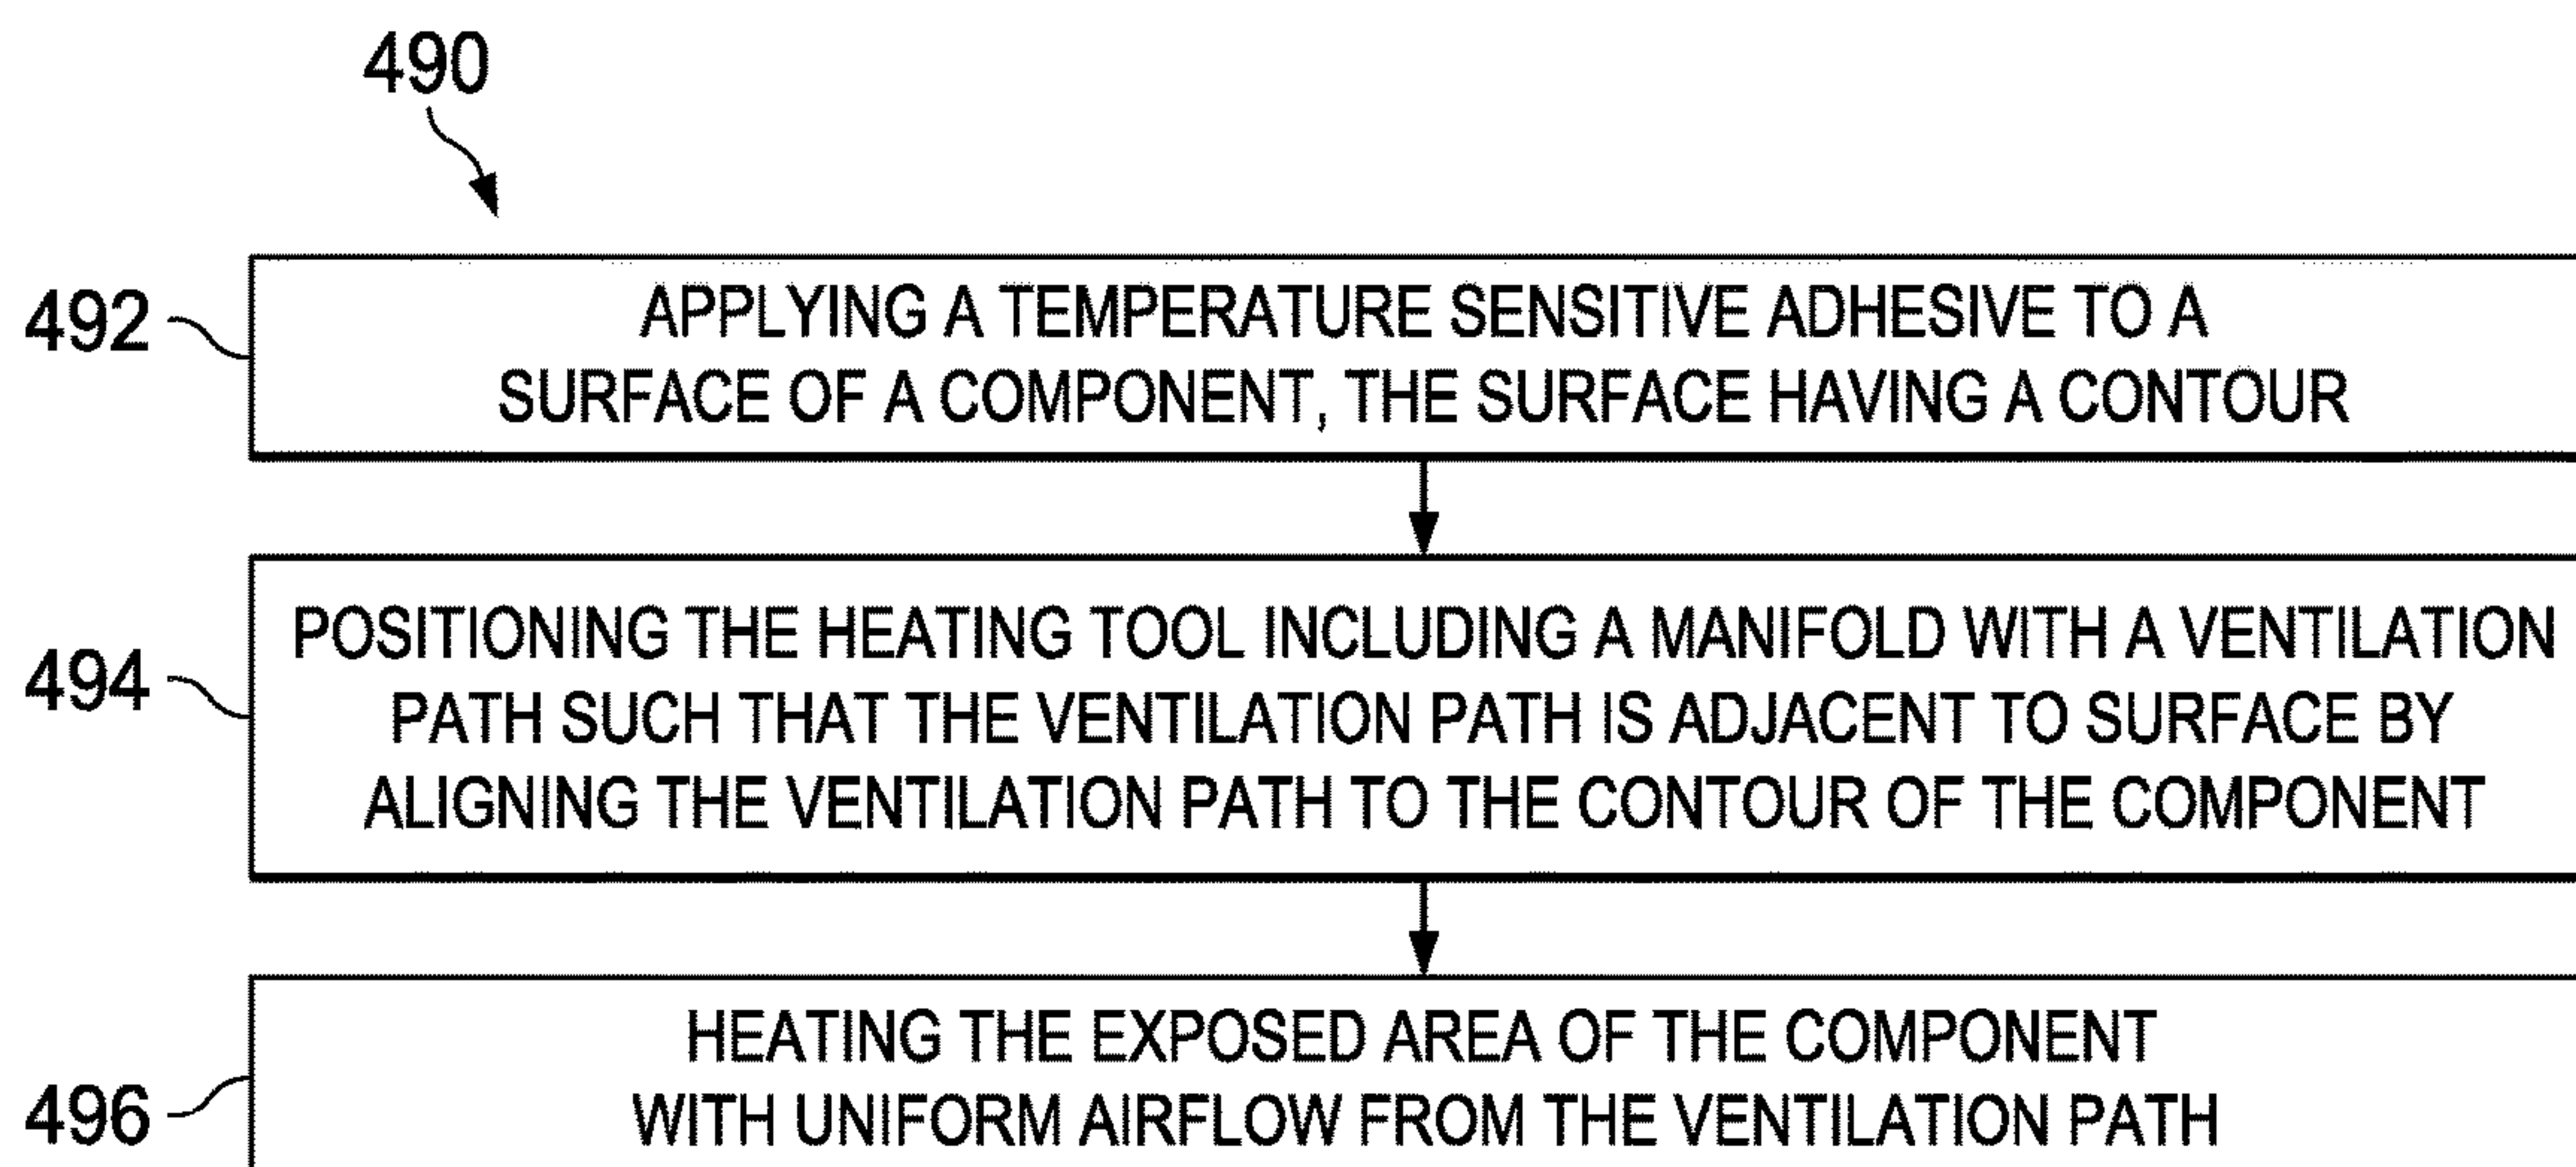 490
492
APPLYING A TEMPERATURE SENSITIVE ADHESIVE TO A
SURFACE OF A COMPONENT, THE SURFACE HAVING A CONTOUR
494
POSITIONING THE HEATING TOOL INCLUDING A MANIFOLD WITH A VENTILATION
PATH SUCH THAT THE VENTILATION PATH IS ADJACENT TO SURFACE BY
ALIGNING THE VENTILATION PATH TO THE CONTOUR OF THE COMPONENT
496
HEATING THE EXPOSED AREA OF THE COMPONENT
WITH UNIFORM AIRFLOW FROM THE VENTILATION PATH